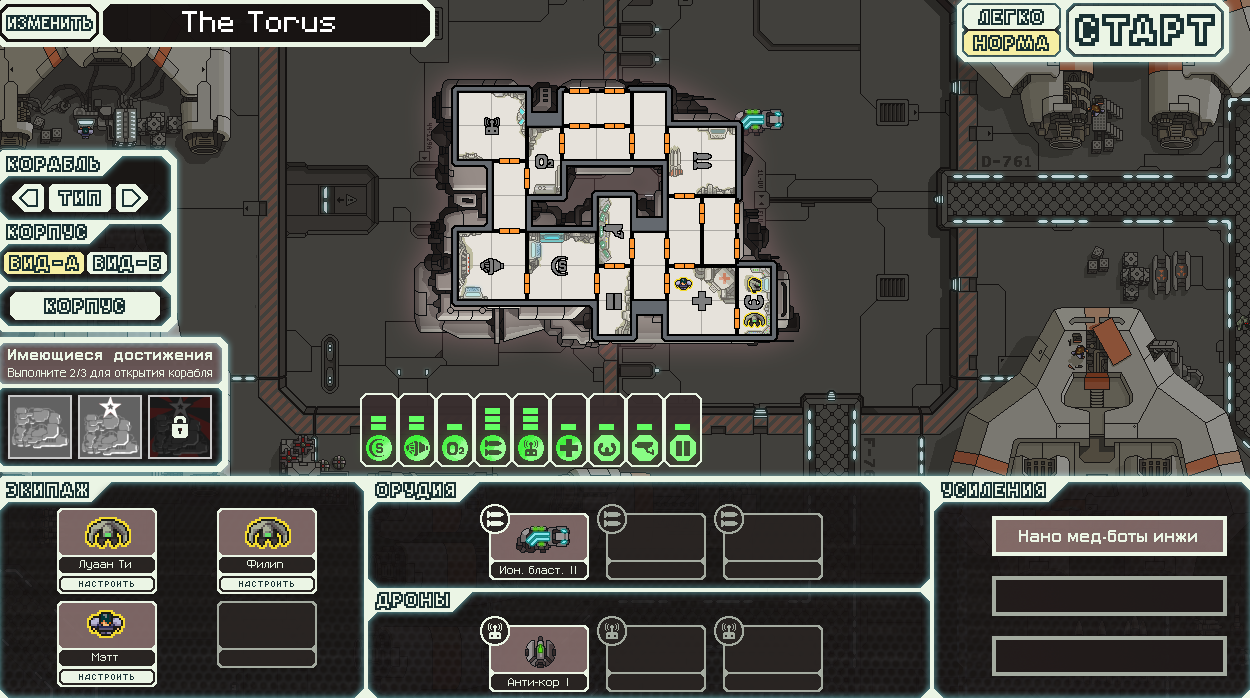 ИЗМЕНИТЬ
The Torus
ЛЕГКО
НОРМА
СТАРТ
D-761
КОРАБЛЬ
ТИП
КОРПУС
ВИД-А
ВИД-Б
КОРПУС
Имеющиеся достижения
Выполните 2/3 для открытия корабля
ЭКИПАЖ
Луаан Ти
НАСТРОИТЬ
Филип
НАСТРОИТЬ
Мэтт
НАСТРОИТЬ
ОРУДИЯ
Ион. бласт. II
ДРОНЫ
Анти-кор I
УСИЛЕНИЯ
Нано мед-боты инжи